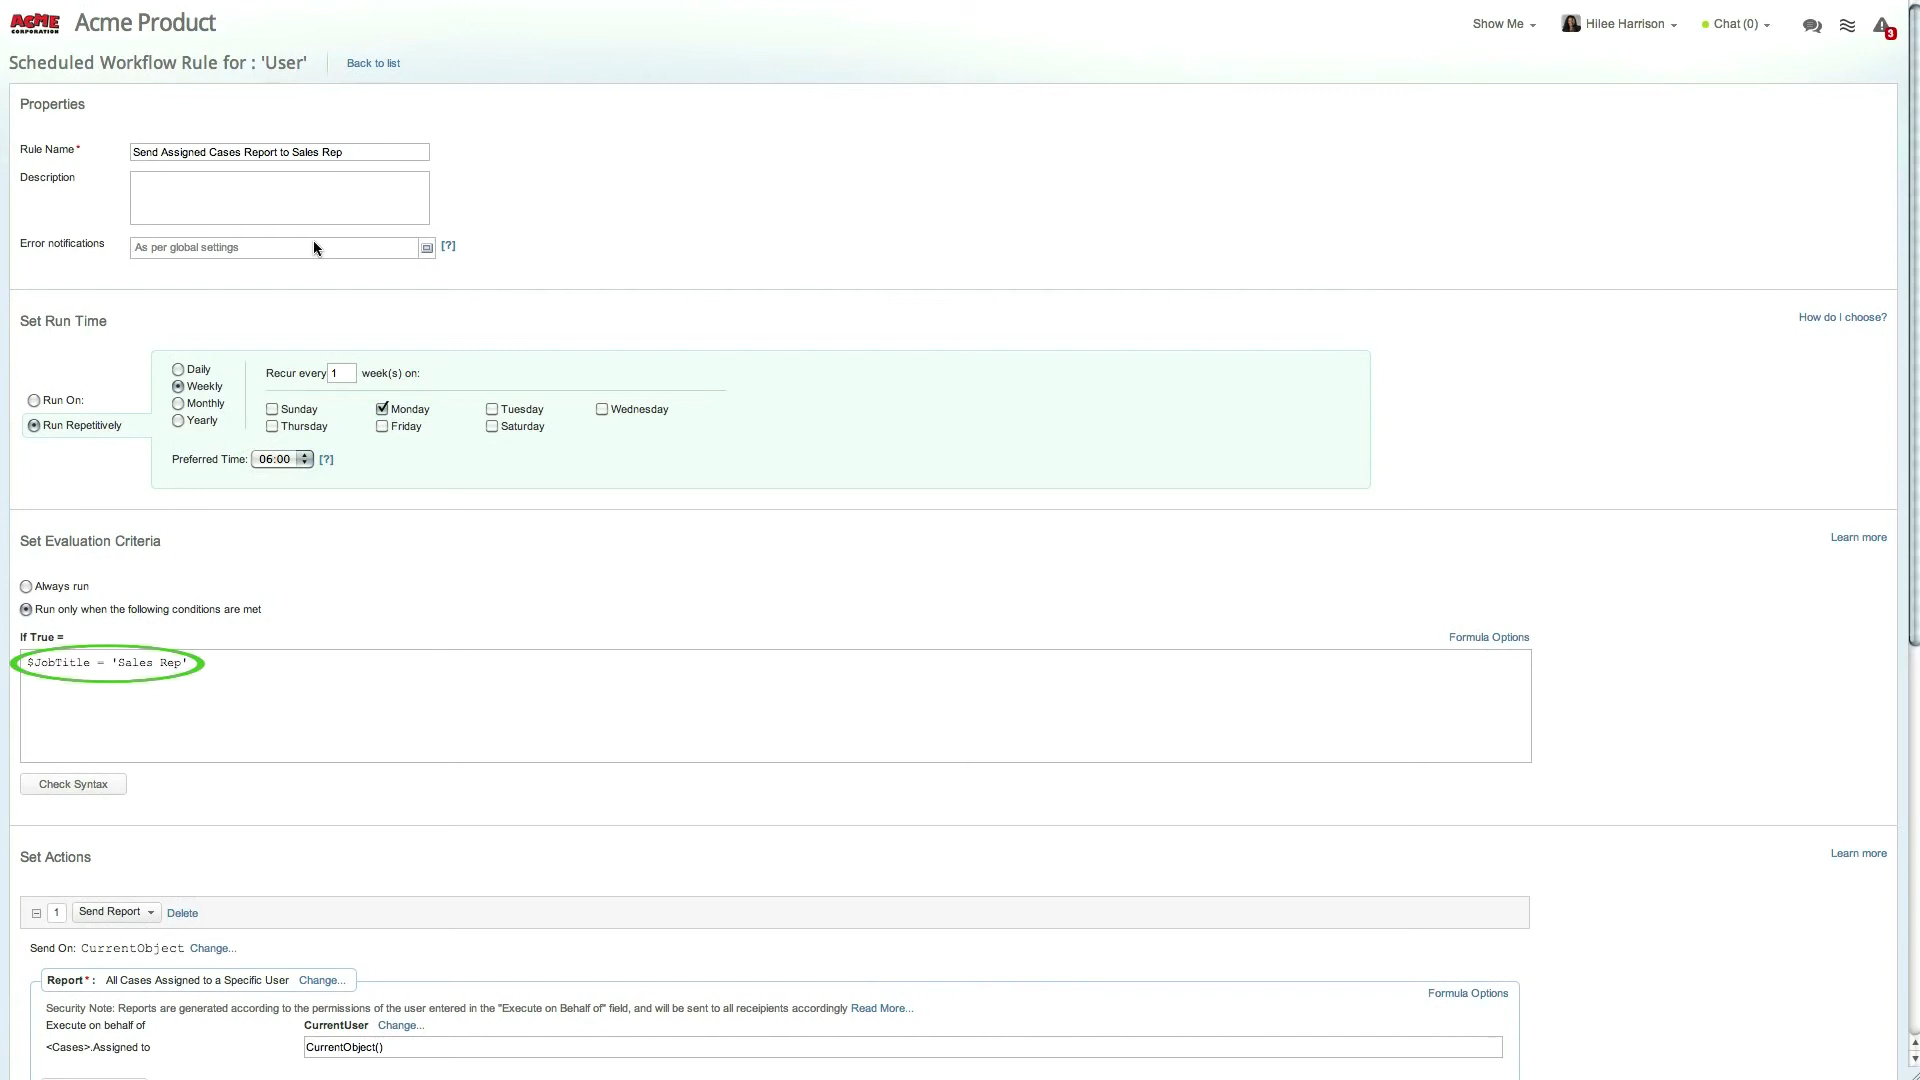 ACME CORPORATION Acme Product Show Me Hilee Harrison Chat (0) 3
Scheduled Workflow Rule for : 'User' Back to list
Properties
Rule Name* Send Assigned Cases Report to Sales Rep
Description
Error notifications As per global settings [?]
Set Run Time How do I choose?
Daily
Weekly
Monthly
Yearly
Recur every 1 week(s) on:
Sunday Monday Tuesday Wednesday
Thursday Friday Saturday
Run On:
Run Repetitively
Preferred Time: 06:00 [?]
Set Evaluation Criteria Learn more
Always run
Run only when the following conditions are met
If True = Formula Options
$JobTitle = 'Sales Rep'
Check Syntax
Set Actions Learn more
1 Send Report Delete
Send On: CurrentObject Change...
Report* : All Cases Assigned to a Specific User Change...
Formula Options
Security Note: Reports are generated according to the permissions of the user entered in the "Execute on Behalf of" field, and will be sent to all receipients accordingly Read More...
Execute on behalf of CurrentUser Change...
<Cases>.Assigned to CurrentObject()